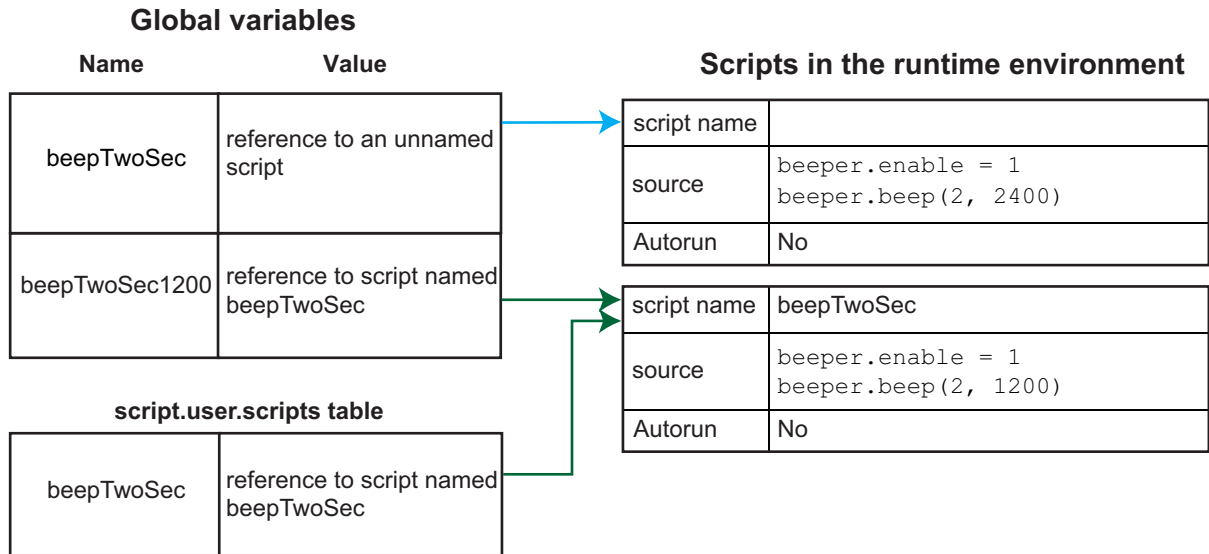 Global variables
Name Value
beepTwoSec
reference to an unnamed
script
beepTwoSec1200
reference to script named
beepTwoSec
script.user.scripts table
beepTwoSec
reference to script named
beepTwoSec
Scripts in the runtime environment
script name
source
beeper.enable = 1
beeper.beep(2, 2400)
Autorun No
script name beepTwoSec
source
beeper.enable = 1
beeper.beep(2, 1200)
Autorun No